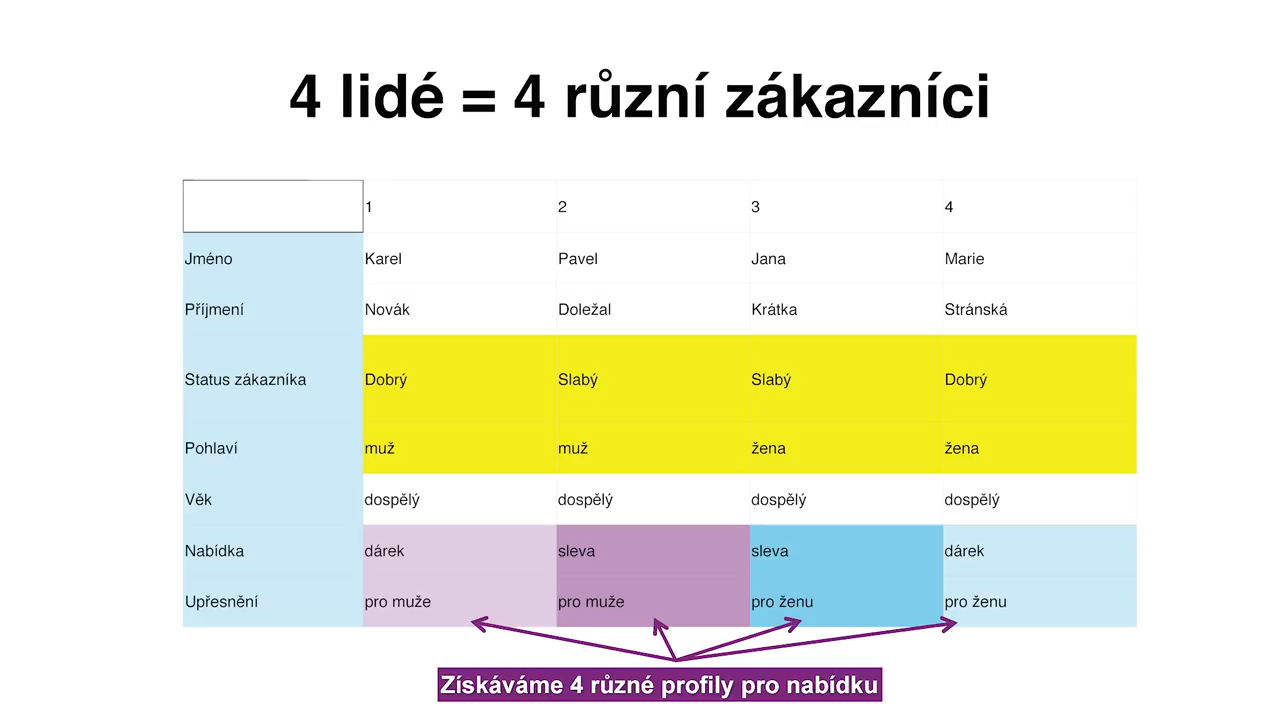 4 lidé = 4 různí zákazníci
1 2 3 4
Jméno Karel Pavel Jana Marie
Příjmení Novák Doležal Krátka Stránská
Status zákazníka Dobrý Slabý Slabý Dobrý
Pohlaví muž muž žena žena
Věk dospělý dospělý dospělý dospělý
Nabídka dárek sleva sleva dárek
Upřesnění pro muže pro muže pro ženu pro ženu
Získáváme 4 různé profily pro nabídku